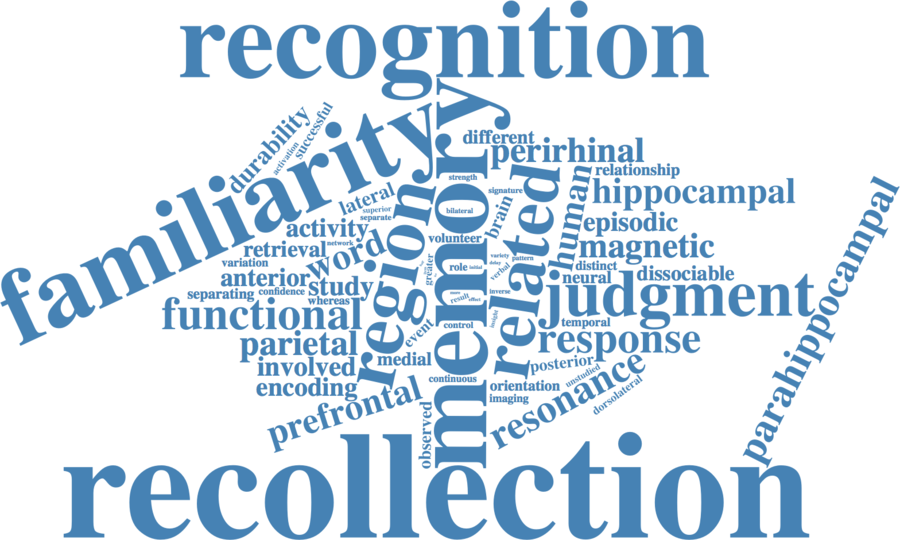 recognition
familiarity
memory
durability
successful
activation
different
perirhinal
relationship
hippocampal
strength
signature
lateral
superior
separate
bilateral
brain
human
related
region
episodic
activity
volunteer
magnetic
network
retrieval
word
variation
variety
pattern
delay
verbal
greater
role
initial
distinct
dissociable
neural
anterior
study
confidence
separating
whereas
inverse
result
effect
judgment
functional
insight
control
temporal
event
response
parietal
medial
involved
posterior
encoding
continuous
orientation
unstudied
imaging
dorsolateral
resonance
prefrontal
observed
parahippocampal
recollection